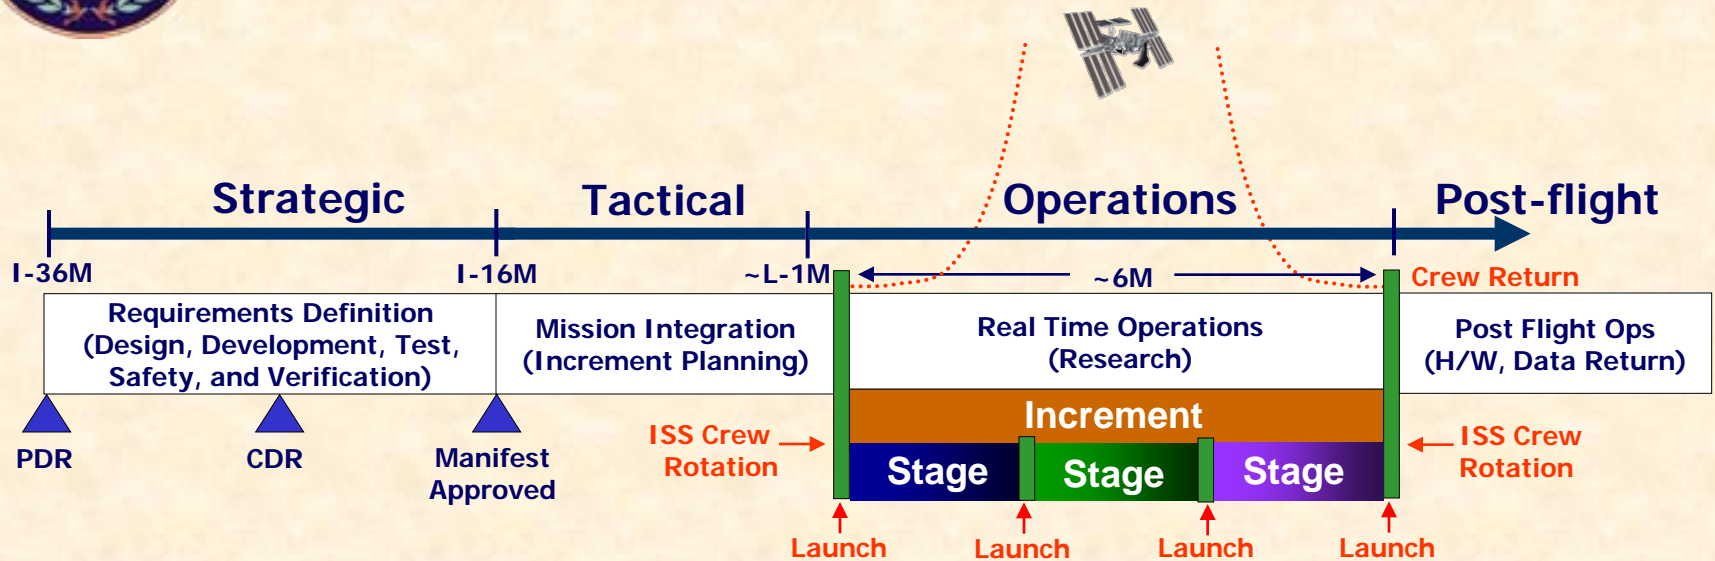 Strategic
Tactical
Operations
Post-flight
I-36M
I-16M
~L-1M
~6M
Crew Return
Requirements Definition
(Design, Development, Test,
Safety, and Verification)
Mission Integration
(Increment Planning)
Real Time Operations
(Research)
Post Flight Ops
(H/W, Data Return)
PDR
CDR
Manifest
Approved
ISS Crew
Rotation
Increment
Stage
Stage
Stage
ISS Crew
Rotation
Launch
Launch
Launch
Launch